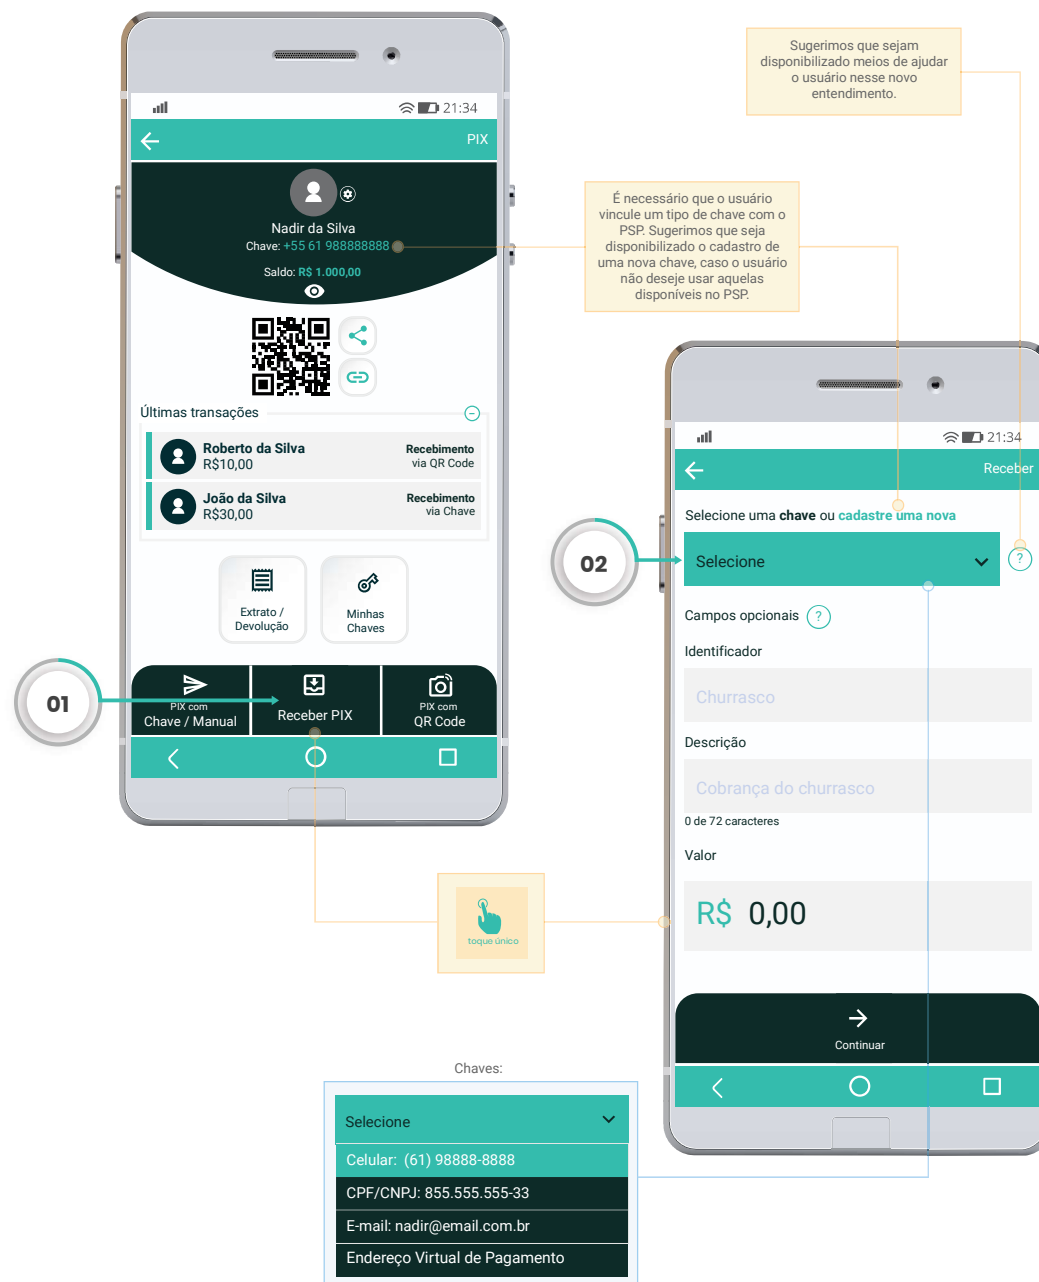 Sugerimos que sejam
disponibilizado meios de ajudar
o usuário nesse novo
entendimento.
21:34
PIX
Nadir da Silva
Chave: +55 61 988888888
Saldo: R$ 1.000,00
É necessário que o usuário
vincule um tipo de chave com o
PSP. Sugerimos que seja
disponibilizado o cadastro de
uma nova chave, caso o usuário
não deseje usar aquelas
disponíveis no PSP.
Últimas transações
Roberto da Silva
R$10,00
Recebimento
via QR Code
João da Silva
R$30,00
Recebimento
via Chave
Extrato /
Devolução
Minhas
Chaves
01
PIX com
Chave / Manual
Receber PIX
PIX com
QR Code
21:34
Receber
Selecione uma chave ou cadastre uma nova
02
Selecione
?
Campos opcionais ?
Identificador
Churrasco
Descrição
Cobrança do churrasco
0 de 72 caracteres
Valor
R$ 0,00
Continuar
toque único
Chaves:
Selecione
Celular: (61) 98888-8888
CPF/CNPJ: 855.555.555-33
E-mail: nadir@email.com.br
Endereço Virtual de Pagamento